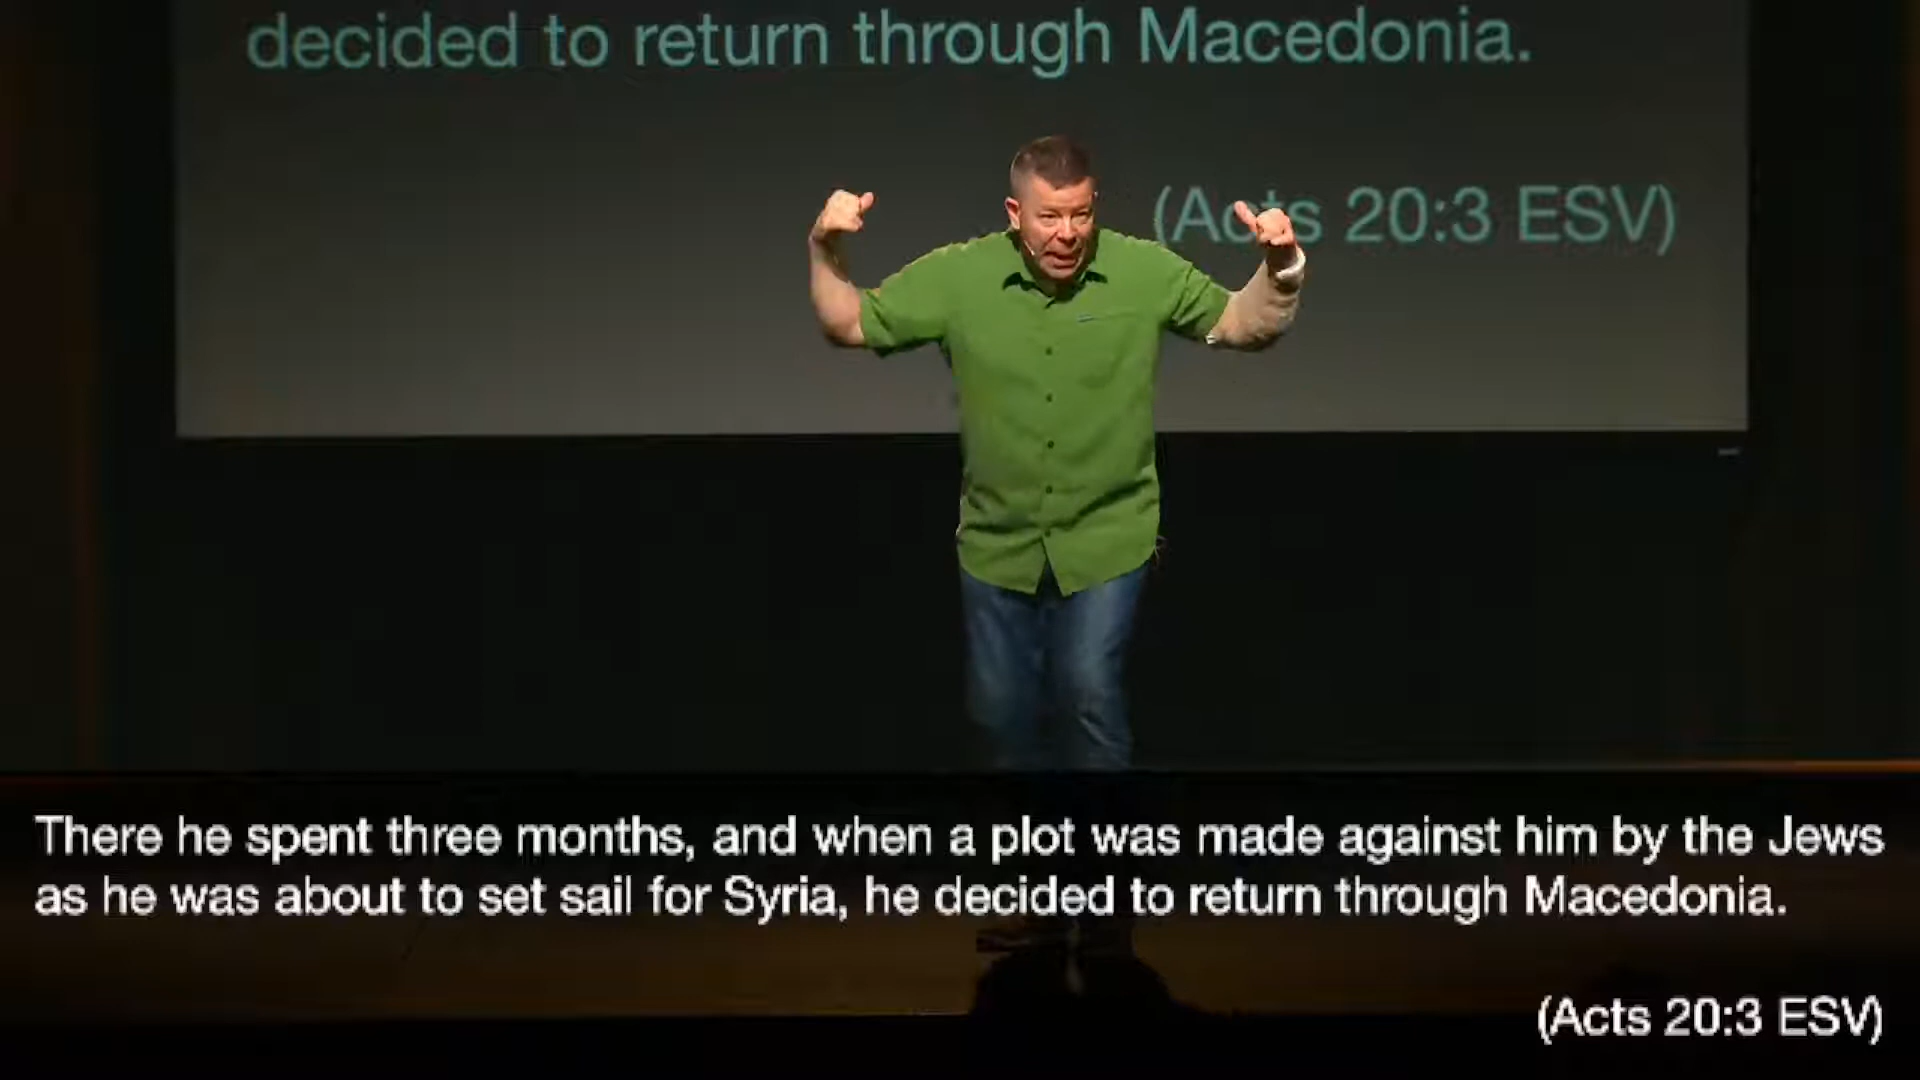 decided to return through Macedonia.
(Acts 20:3 ESV)
There he spent three months, and when a plot was made against him by the Jews
as he was about to set sail for Syria, he decided to return through Macedonia.
(Acts 20:3 ESV)